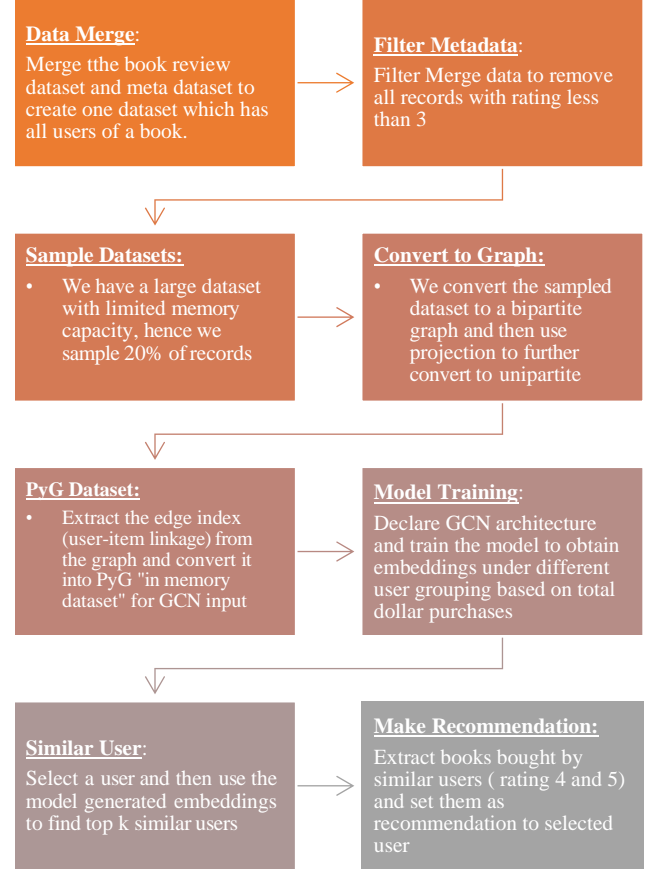 Data Merge:
Merge tthe book review
dataset and meta dataset to
create one dataset which has
all users of a book.
Filter Metadata:
Filter Merge data to remove
all records with rating less
than 3
Sample Datasets:
• We have a large dataset
with limited memory
capacity, hence we
sample 20% of records
Convert to Graph:
• We convert the sampled
dataset to a bipartite
graph and then use
projection to further
convert to unipartite
PyG Dataset:
• Extract the edge index
(user-item linkage) from
the graph and convert it
into PyG "in memory
dataset" for GCN input
Model Training:
Declare GCN architecture
and train the model to obtain
embeddings under different
user grouping based on total
dollar purchases
Similar User:
Select a user and then use the
model generated embeddings
to find top k similar users
Make Recommendation:
Extract books bought by
similar users ( rating 4 and 5)
and set them as
recommendation to selected
user